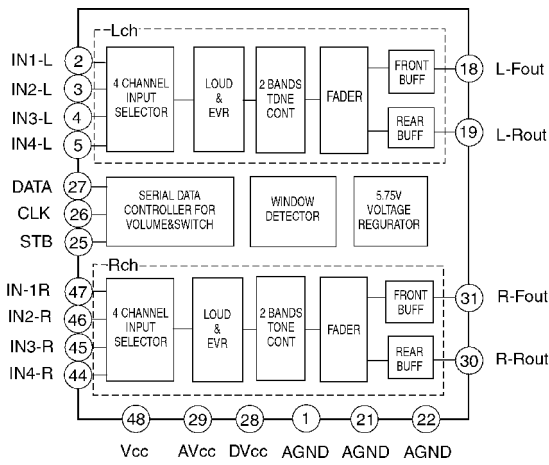 Lch
IN1-L 2
IN2-L 3
IN3-L 4
IN4-L 5
4 CHANNEL
INPUT
SELECTOR
LOUD
&
EVR
2 BANDS
TDNE
CONT
FADER
FRONT
BUFF
REAR
BUFF
18 L-Fout
19 L-Rout
DATA 27
CLK 26
STB 25
SERIAL DATA
CONTROLLER FOR
VOLUME&SWITCH
WINDOW
DETECTOR
5.75V
VOLTAGE
REGURATOR
Rch
IN-1R 47
IN2-R 46
IN3-R 45
IN4-R 44
4 CHANNEL
INPUT
SELECTOR
LOUD
&
EVR
2 BANDS
TONE
CONT
FADER
FRONT
BUFF
REAR
BUFF
31 R-Fout
30 R-Rout
48 29 28 1 21 22
Vcc AVcc DVcc AGND AGND AGND